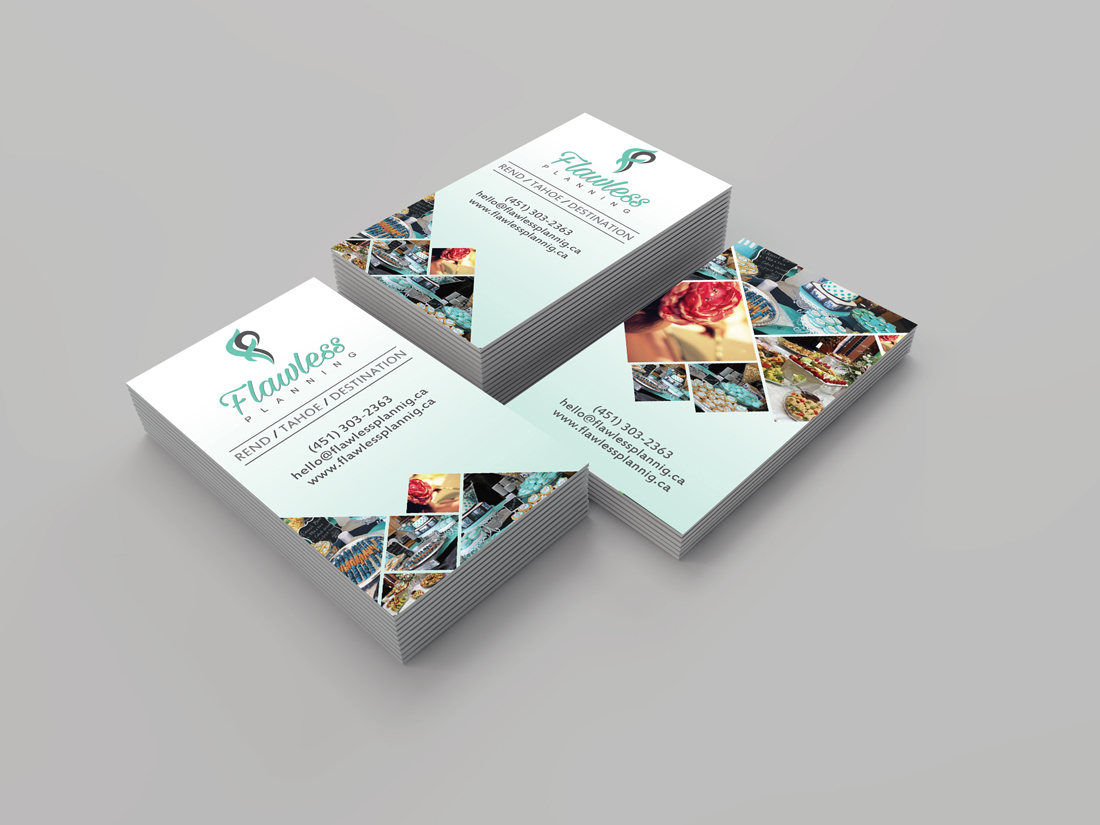 Flawless
PLANNING
REND / TAHOE / DESTINATION
(451) 303-2363
hello@flawlessplannig.ca
www.flawlessplannig.ca
Flawless
PLANNING
REND / TAHOE / DESTINATION
(451) 303-2363
hello@flawlessplannig.ca
www.flawlessplannig.ca
(451) 303-2363
hello@flawlessplannig.ca
www.flawlessplannig.ca